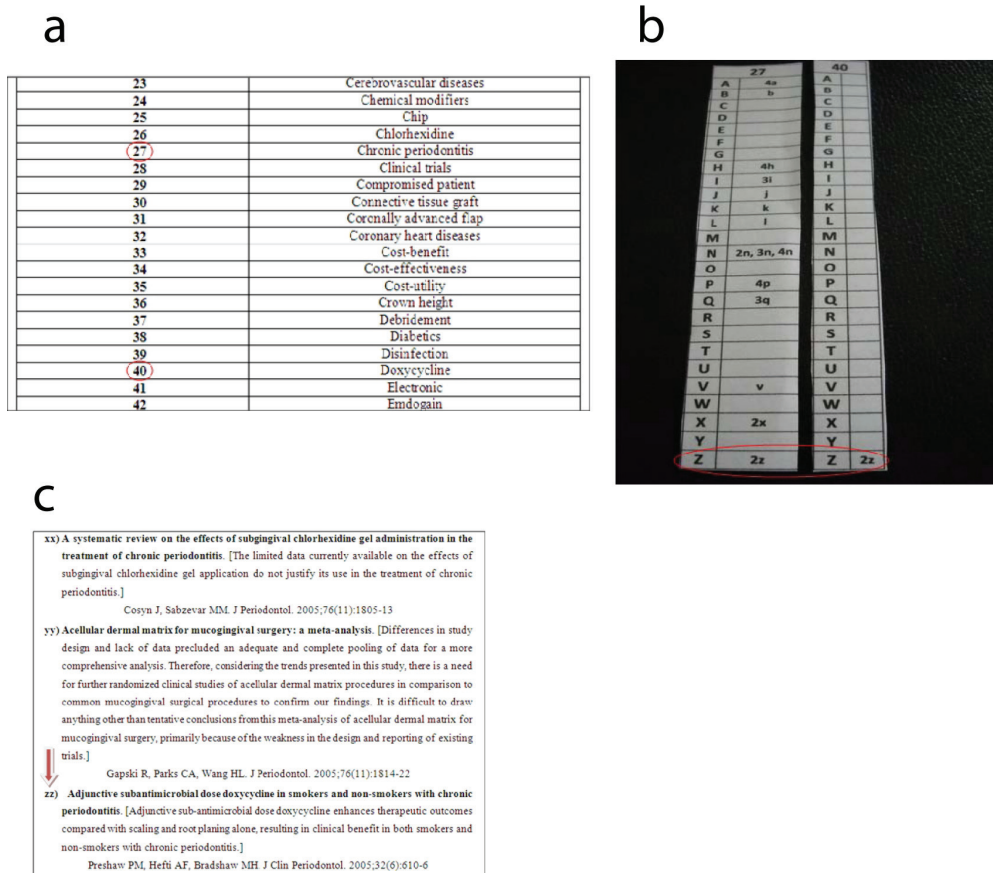 a
23 Cerebrovascular diseases
24 Chemical modifiers
25 Chip
26 Chlorhexidine
27 Chronic periodontitis
28 Clinical trials
29 Compromised patient
30 Connective tissue graft
31 Coronally advanced flap
32 Coronary heart diseases
33 Cost-benefit
34 Cost-effectiveness
35 Cost-utility
36 Crown height
37 Debridement
38 Diabetics
39 Disinfection
40 Doxycycline
41 Electronic
42 Emdogain
b
27
A 4a
B b
C
D
E
F
G
H 4h
I 3i
J j
K k
L l
M
N 2n, 3n, 4n
O
P 4p
Q 3q
R
S
T
U
V v
W
X 2x
Y
Z 2z
40
A
B
C
D
E
F
G
H
I
J
K
L
M
N
O
P
Q
R
S
T
U
V
W
X
Y
Z 2z
c
xx) A systematic review on the effects of subgingival chlorhexidine gel administration in the
treatment of chronic periodontitis. [The limited data currently available on the effects of
subgingival chlorhexidine gel application do not justify its use in the treatment of chronic
periodontitis.]
Cosyn J, Sabzevar MM. J Periodontol. 2005;76(11):1805-13
yy) Acellular dermal matrix for mucogingival surgery: a meta-analysis. [Differences in study
design and lack of data precluded an adequate and complete pooling of data for a more
comprehensive analysis. Therefore, considering the trends presented in this study, there is a need
for further randomized clinical studies of acellular dermal matrix procedures in comparison to
common mucogingival surgical procedures to confirm our findings. It is difficult to draw
anything other than tentative conclusions from this meta-analysis of acellular dermal matrix for
mucogingival surgery, primarily because of the weakness in the design and reporting of existing
trials.]
Gapski R, Parks CA, Wang HL. J Periodontol. 2005;76(11):1814-22
zz) Adjunctive subantimicrobial dose doxycycline in smokers and non-smokers with chronic
periodontitis. [Adjunctive sub-antimicrobial dose doxycycline enhances therapeutic outcomes
compared with scaling and root planing alone, resulting in clinical benefit in both smokers and
non-smokers with chronic periodontitis.]
Preshaw PM, Hefti AF, Bradshaw MH. J Clin Periodontol. 2005;32(6):610-6